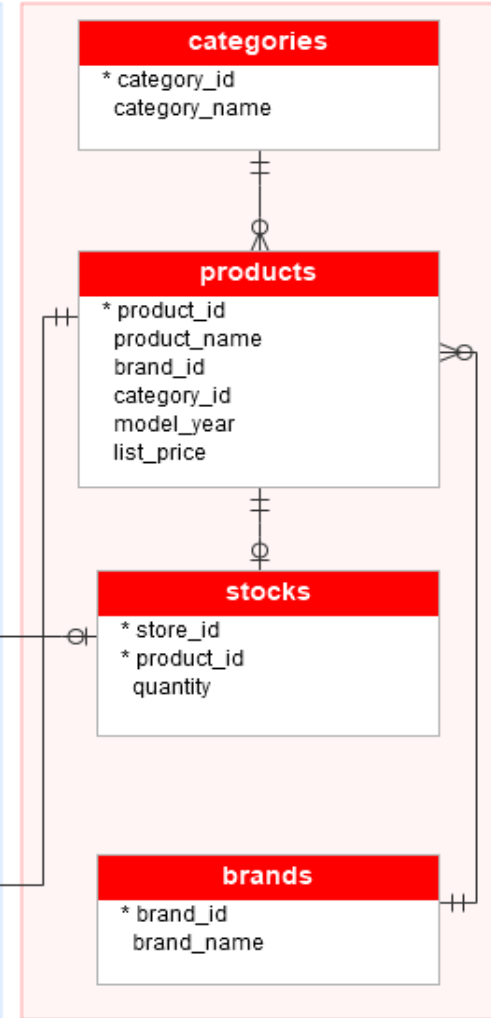 categories
* category_id
category_name
products
* product_id
product_name
brand_id
category_id
model_year
list_price
stocks
* store_id
* product_id
quantity
brands
* brand_id
brand_name